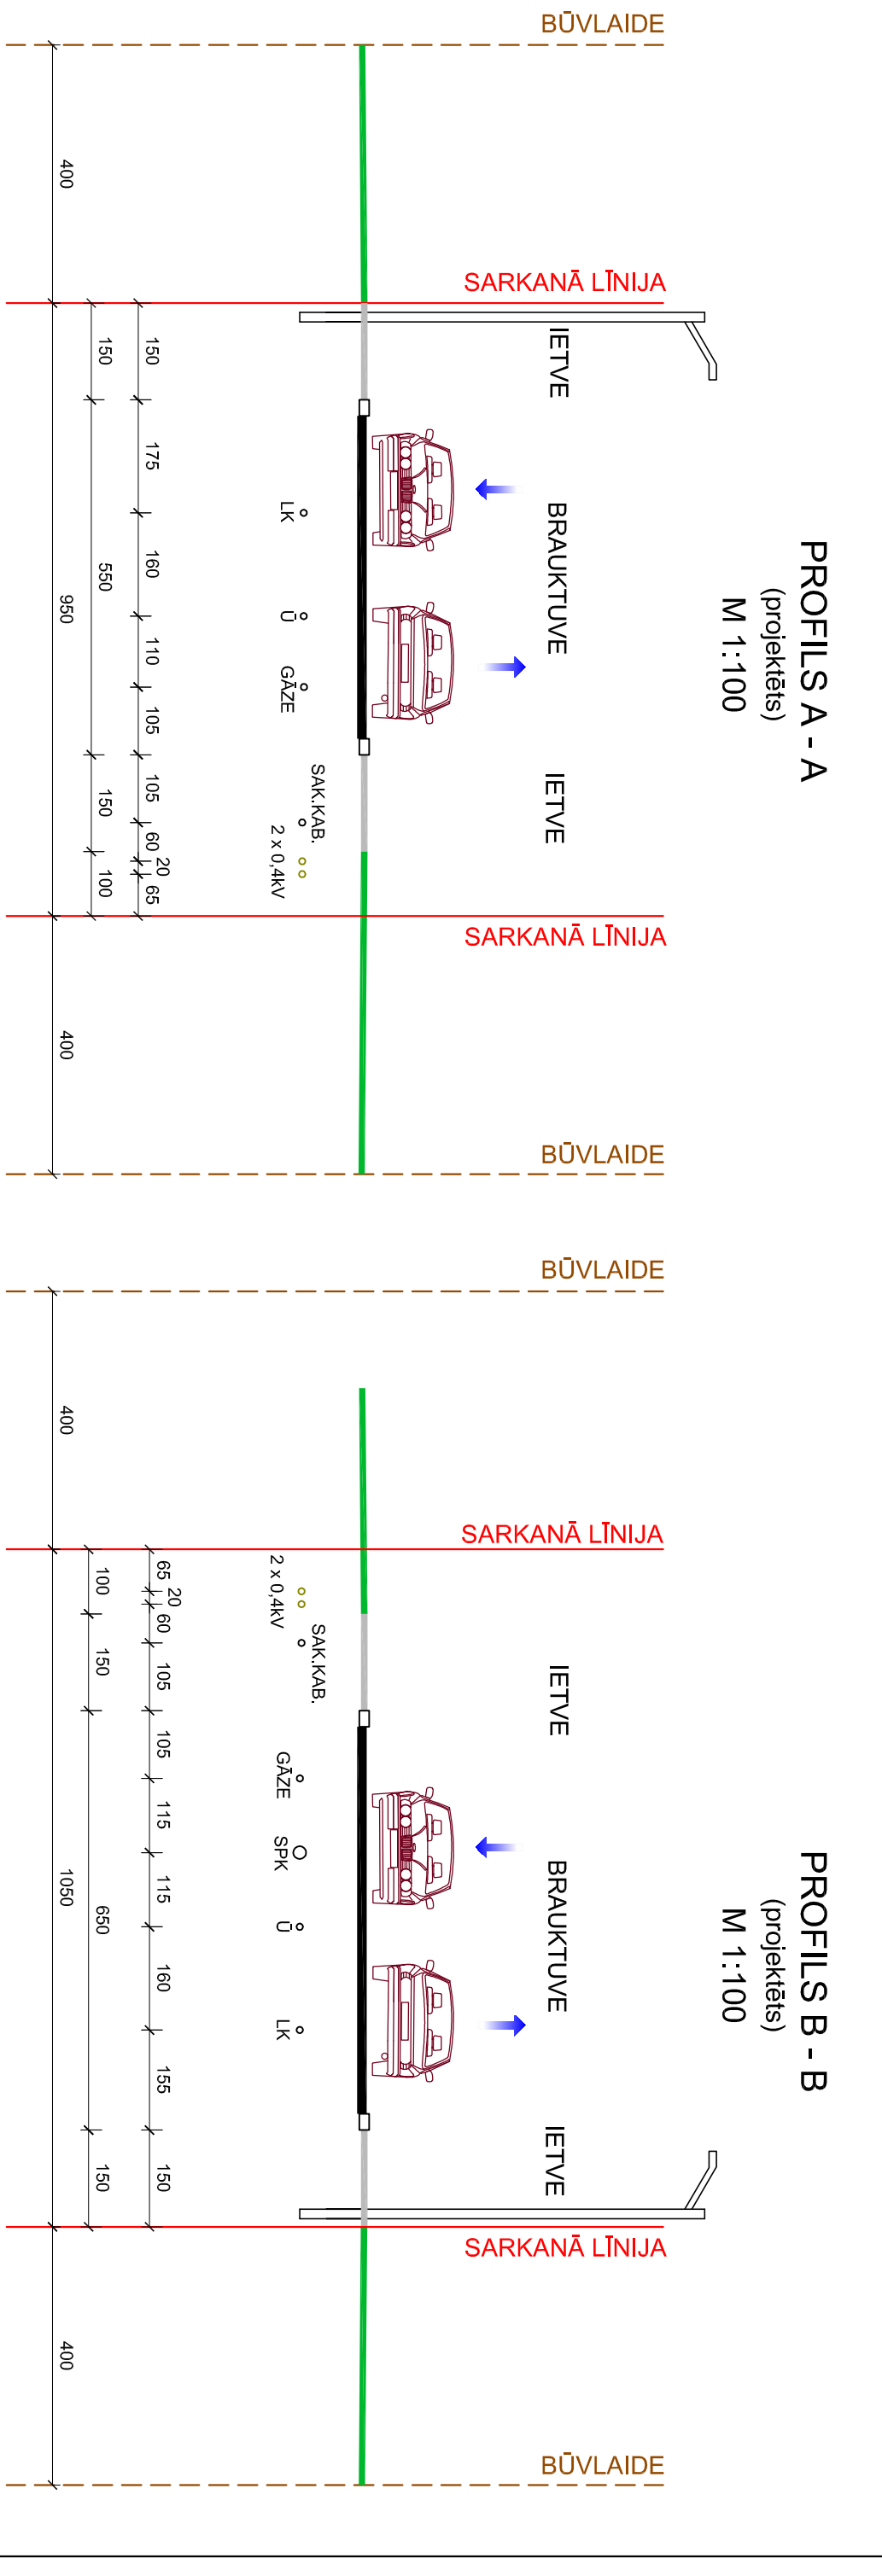 PROFILS A - A
(projektēts)
M 1:100
BŪVLAIDE
SARKANĀ LĪNIJA
IETVE
BRAUKTUVE
IETVE
SARKANĀ LĪNIJA
BŪVLAIDE
LK
Ū
GĀZE
SAK.KAB.
2 x 0,4kV
150
175
160
110
105
105
60
20
65
150
550
150
100
400
950
400
PROFILS B - B
(projektēts)
M 1:100
BŪVLAIDE
SARKANĀ LĪNIJA
IETVE
BRAUKTUVE
IETVE
SARKANĀ LĪNIJA
BŪVLAIDE
2 x 0,4kV
SAK.KAB.
GĀZE
SPK
Ū
LK
65
20
60
105
105
115
115
160
155
150
100
150
650
150
400
1050
400